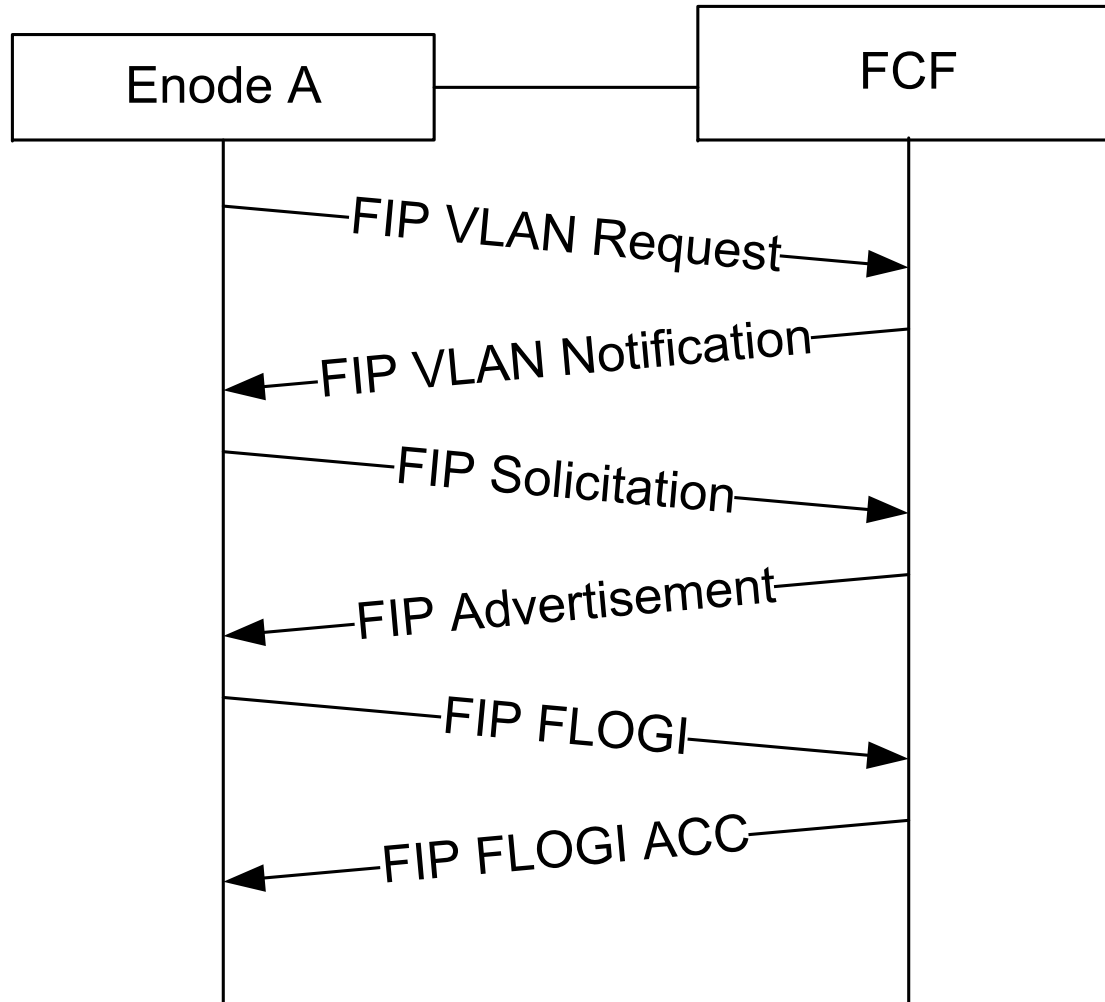 Enode A
FCF
FIP VLAN Request
FIP VLAN Notification
FIP Solicitation
FIP Advertisement
FIP FLOGI
FIP FLOGI ACC